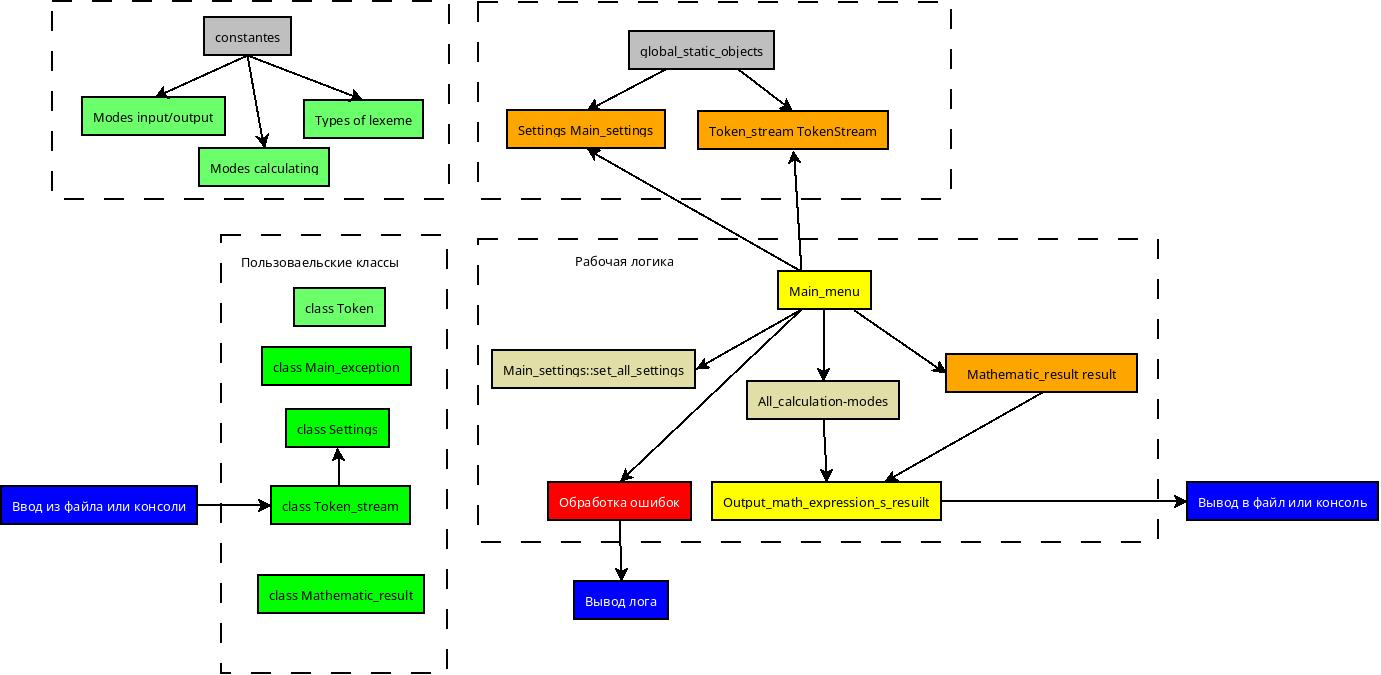 constantes
Modes input/output
Types of lexeme
Modes calculating
global_static_objects
Settings Main_settings
Token_stream TokenStream
Пользоваельские классы
class Token
class Main_exception
class Settings
class Token_stream
class Mathematic_result
Ввод из файла или консоли
Рабочая логика
Main_menu
Main_settings::set_all_settings
All_calculation-modes
Mathematic_result result
Обработка ошибок
Output_math_expression_s_resuilt
Вывод в файл или консоль
Вывод лога